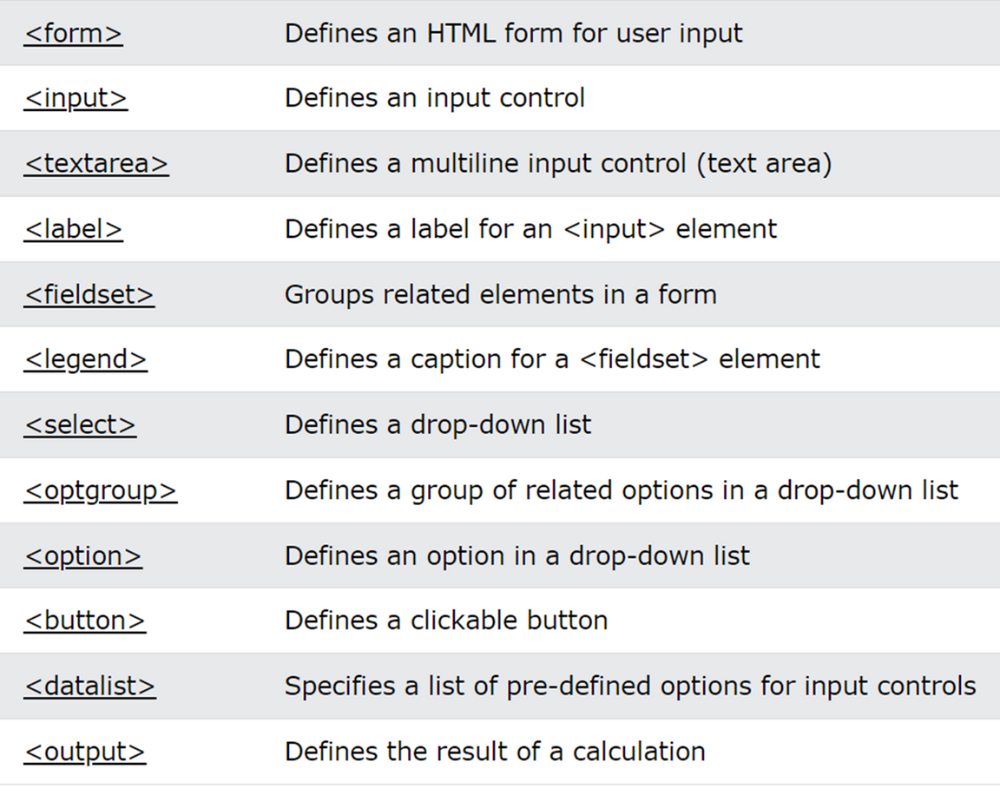 <form> Defines an HTML form for user input
<input> Defines an input control
<textarea> Defines a multiline input control (text area)
<label> Defines a label for an <input> element
<fieldset> Groups related elements in a form
<legend> Defines a caption for a <fieldset> element
<select> Defines a drop-down list
<optgroup> Defines a group of related options in a drop-down list
<option> Defines an option in a drop-down list
<button> Defines a clickable button
<datalist> Specifies a list of pre-defined options for input controls
<output> Defines the result of a calculation